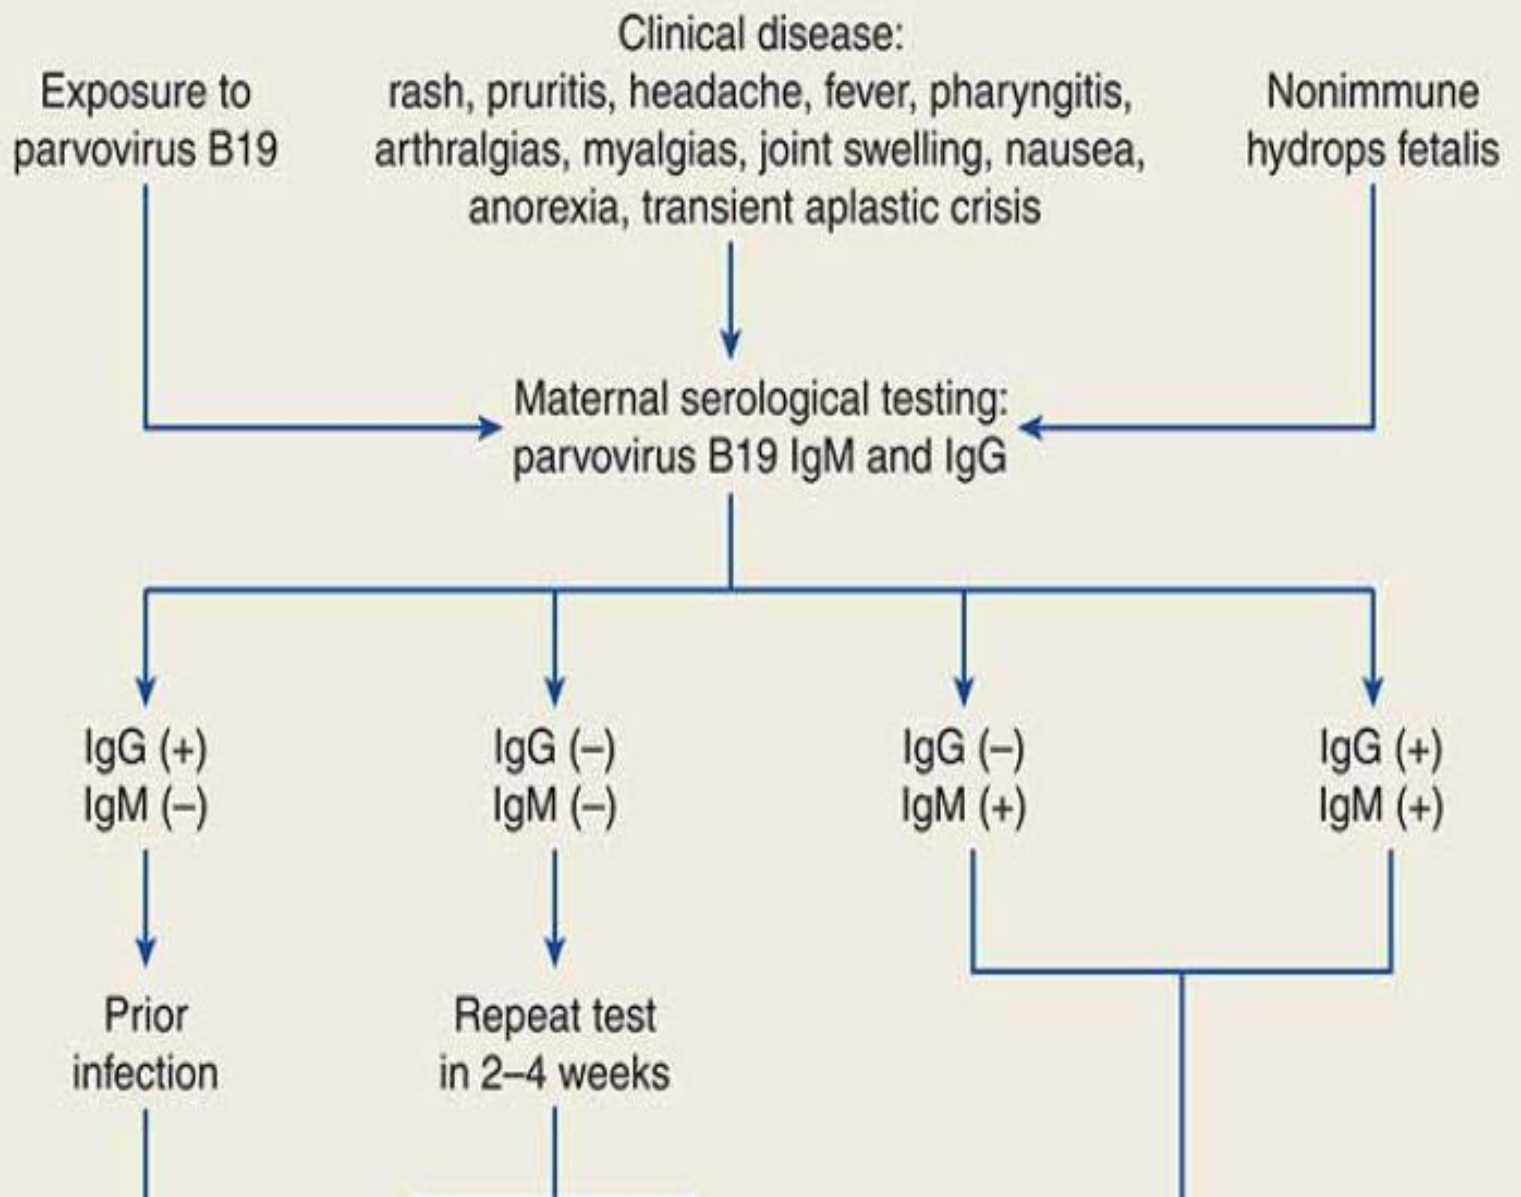 Exposure to
parvovirus B19
Clinical disease:
rash, pruritis, headache, fever, pharyngitis,
arthralgias, myalgias, joint swelling, nausea,
anorexia, transient aplastic crisis
Nonimmune
hydrops fetalis
Maternal serological testing:
parvovirus B19 IgM and IgG
IgG (+)
IgM (–)
IgG (–)
IgM (–)
IgG (–)
IgM (+)
IgG (+)
IgM (+)
Prior
infection
Repeat test
in 2–4 weeks